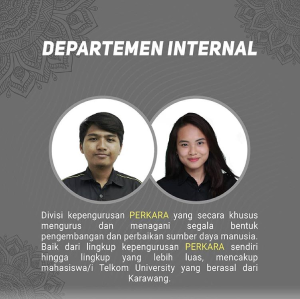 DEPARTEMEN INTERNAL
Divisi kepengurusan PERKARA yang secara khusus
mengurus dan menagani segala bentuk
pengembangan dan perbaikan sumber daya manusia.
Baik dari lingkup kepengurusan PERKARA sendiri
hingga lingkup yang lebih luas, mencakup
mahasiswa/i Telkom University yang berasal dari
Karawang.